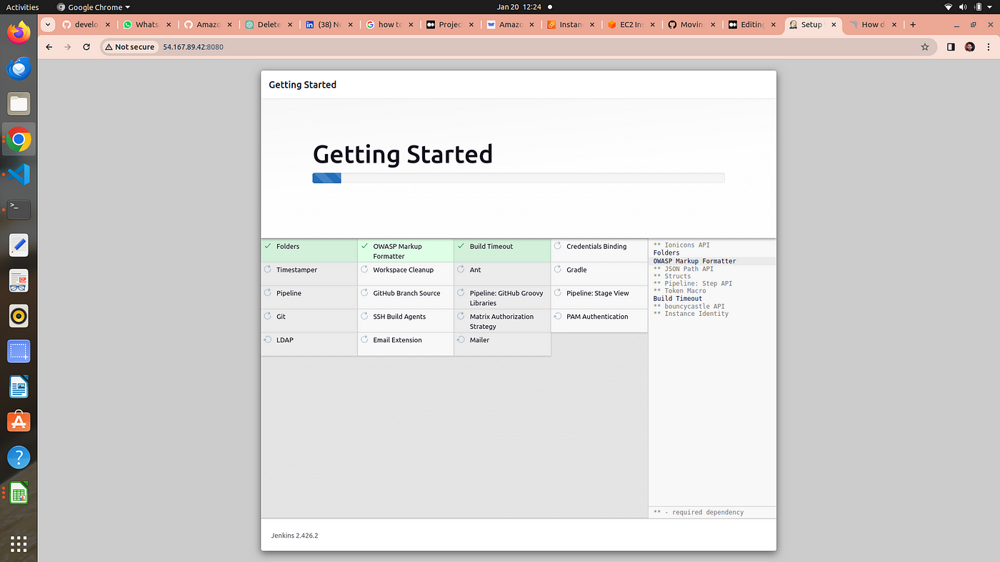 Activities
Google Chrome
Jan 20 12:24
develo
Whats
Amazo
Delete
(38) N
how to
Projec
Amazo
Instan
EC2 In
Movin
Editing
Setup
How d
Not secure
54.167.89.42:8080
Getting Started
Getting Started
Folders
OWASP Markup
Formatter
Build Timeout
Credentials Binding
Timestamper
Workspace Cleanup
Ant
Gradle
Pipeline
GitHub Branch Source
Pipeline: GitHub Groovy
Libraries
Pipeline: Stage View
Git
SSH Build Agents
Matrix Authorization
Strategy
PAM Authentication
LDAP
Email Extension
Mailer
** Ionicons API
Folders
OWASP Markup Formatter
** JSON Path API
** Structs
** Pipeline: Step API
** Token Macro
Build Timeout
** bouncycastle API
** Instance Identity
** - required dependency
Jenkins 2.426.2